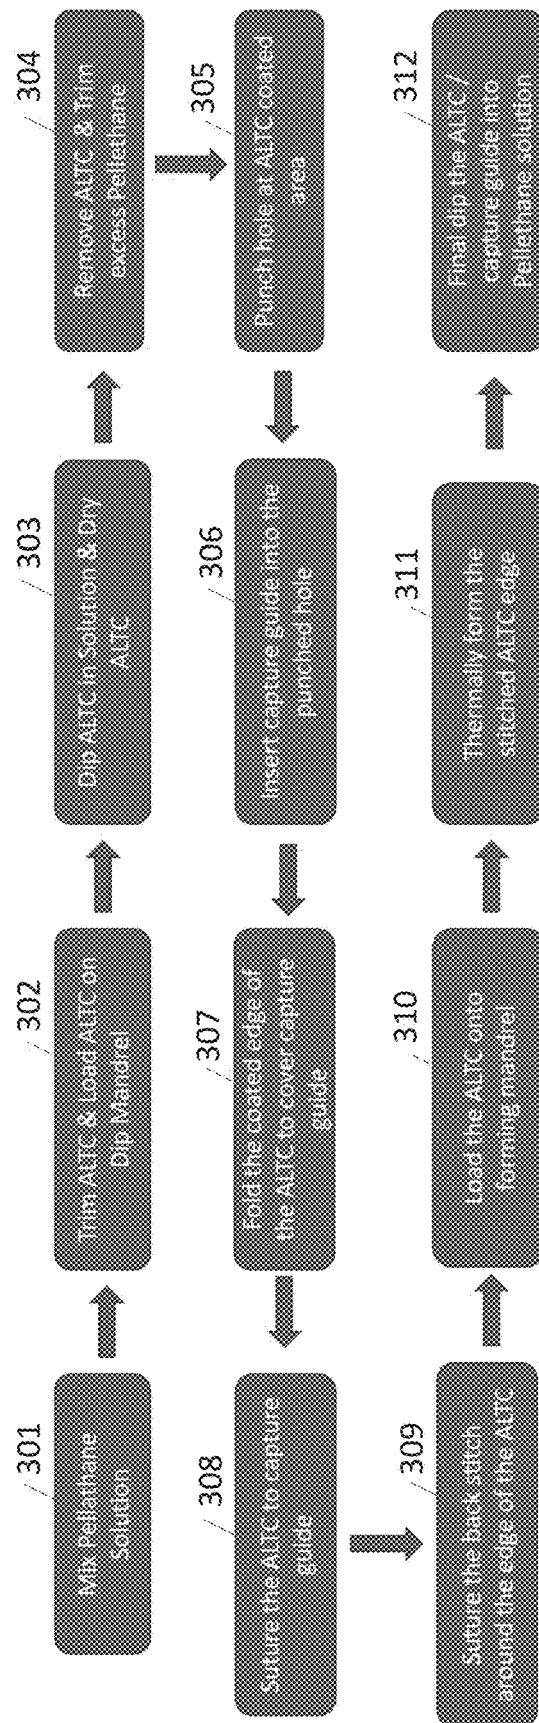 301
Mix Pellathane
Solution
302
Trim ALTC & Load ALTC on
Dip Mandrel
303
Dip ALTC in Solution & Dry
ALTC
304
Remove ALTC & Trim
excess Pellethane
305
Punch hole at ALTC coated
area
306
Insert capture guide into the
punched hole
307
Fold the coated edge of
the ALTC to cover capture
guide
308
Suture the ALTC to capture
guide
309
Suture the back stitch
around the edge of the ALTC
310
Load the ALTC onto
forming mandrel
311
Thermally form the
stitched ALTC edge
312
Final dip the ALTC/
capture guide into
Pellethane solution